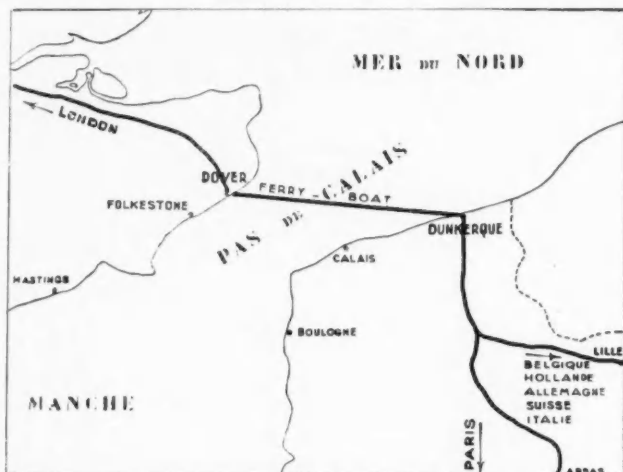 MER DU NORD
LONDON
DOVER
FERRY-BOAT
FOLKESTONE
PAS DE CALAIS
DUNKERQUE
CALAIS
HASTINGS
BOULOGNE
LILLE
BELGIQUE
HOLLANDE
ALLEMAGNE
SUISSE
ITALIE
MANCHE
PARIS
ARRAS